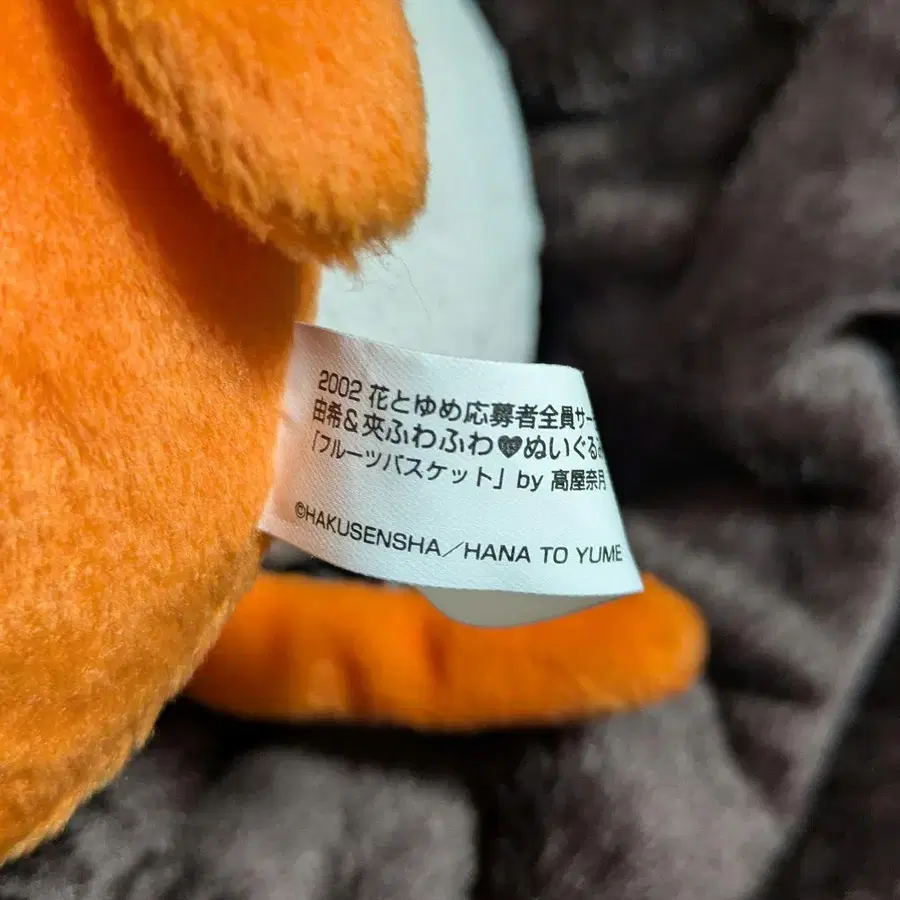 2002 花とゆめ応募者全員サー
由希&夾ふわふわ♥ぬいぐるみ
「フルーツバスケット」by 高屋奈月
©HAKUSENSHA/HANA TO YUME